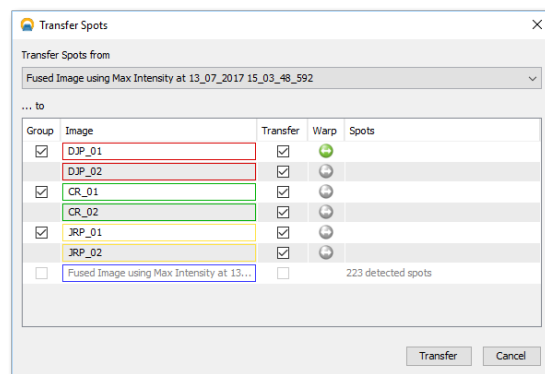 Transfer Spots
Transfer Spots from
Fused Image using Max Intensity at 13_07_2017 15_03_48_592
... to
Group Image Transfer Warp Spots
DJP_01
DJP_02
CR_01
CR_02
JRP_01
JRP_02
Fused Image using Max Intensity at 13... 223 detected spots
Transfer Cancel